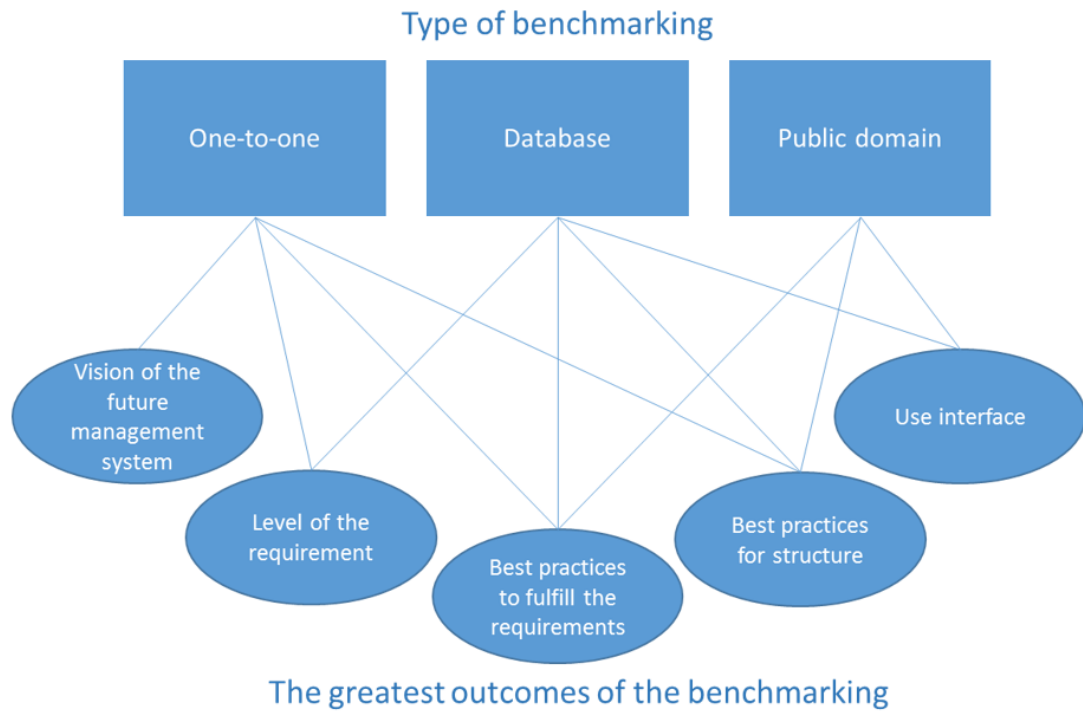 Type of benchmarking
One-to-one
Database
Public domain
Vision of the
future
management
system
Use interface
Level of the
requirement
Best practices
for structure
Best practices
to fulfill the
requirements
The greatest outcomes of the benchmarking